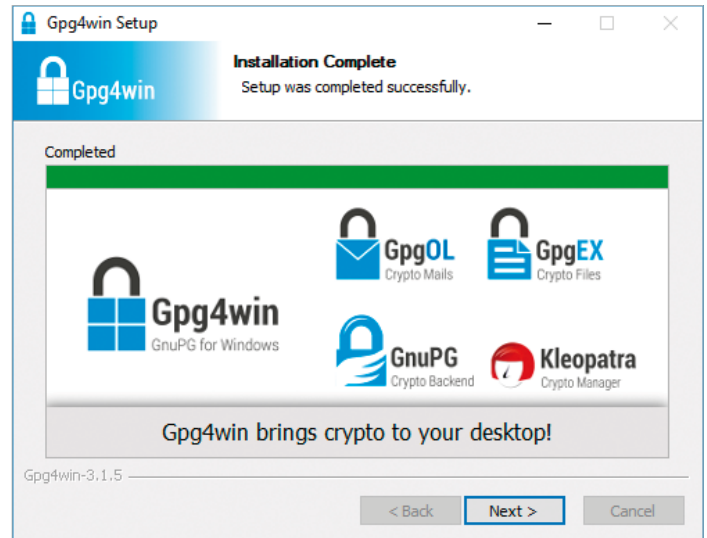 Gpg4win Setup
Gpg4win
Installation Complete
Setup was completed successfully.
Completed
GpgOL
Crypto Mails
GpgEX
Crypto Files
Gpg4win
GnuPG for Windows
GnuPG
Crypto Backend
Kleopatra
Crypto Manager
Gpg4win brings crypto to your desktop!
Gpg4win-3.1.5
< Back
Next >
Cancel